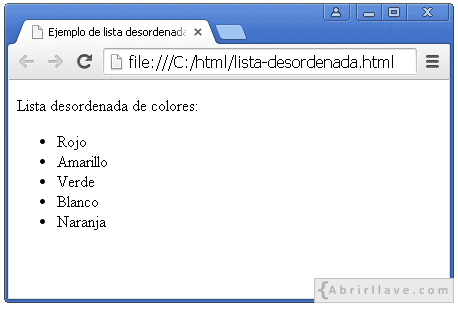 Ejemplo de lista desordenada
file:///C:/html/lista-desordenada.html
Lista desordenada de colores:
• Rojo
• Amarillo
• Verde
• Blanco
• Naranja
{Abrirllave.com